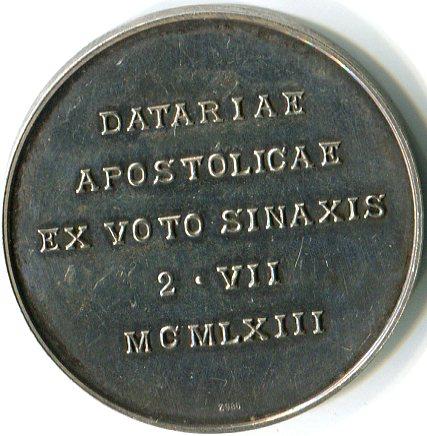 DATARIAE
APOSTOLICAE
EX VOTO SINAXIS
2 · VII
MCMLXIII